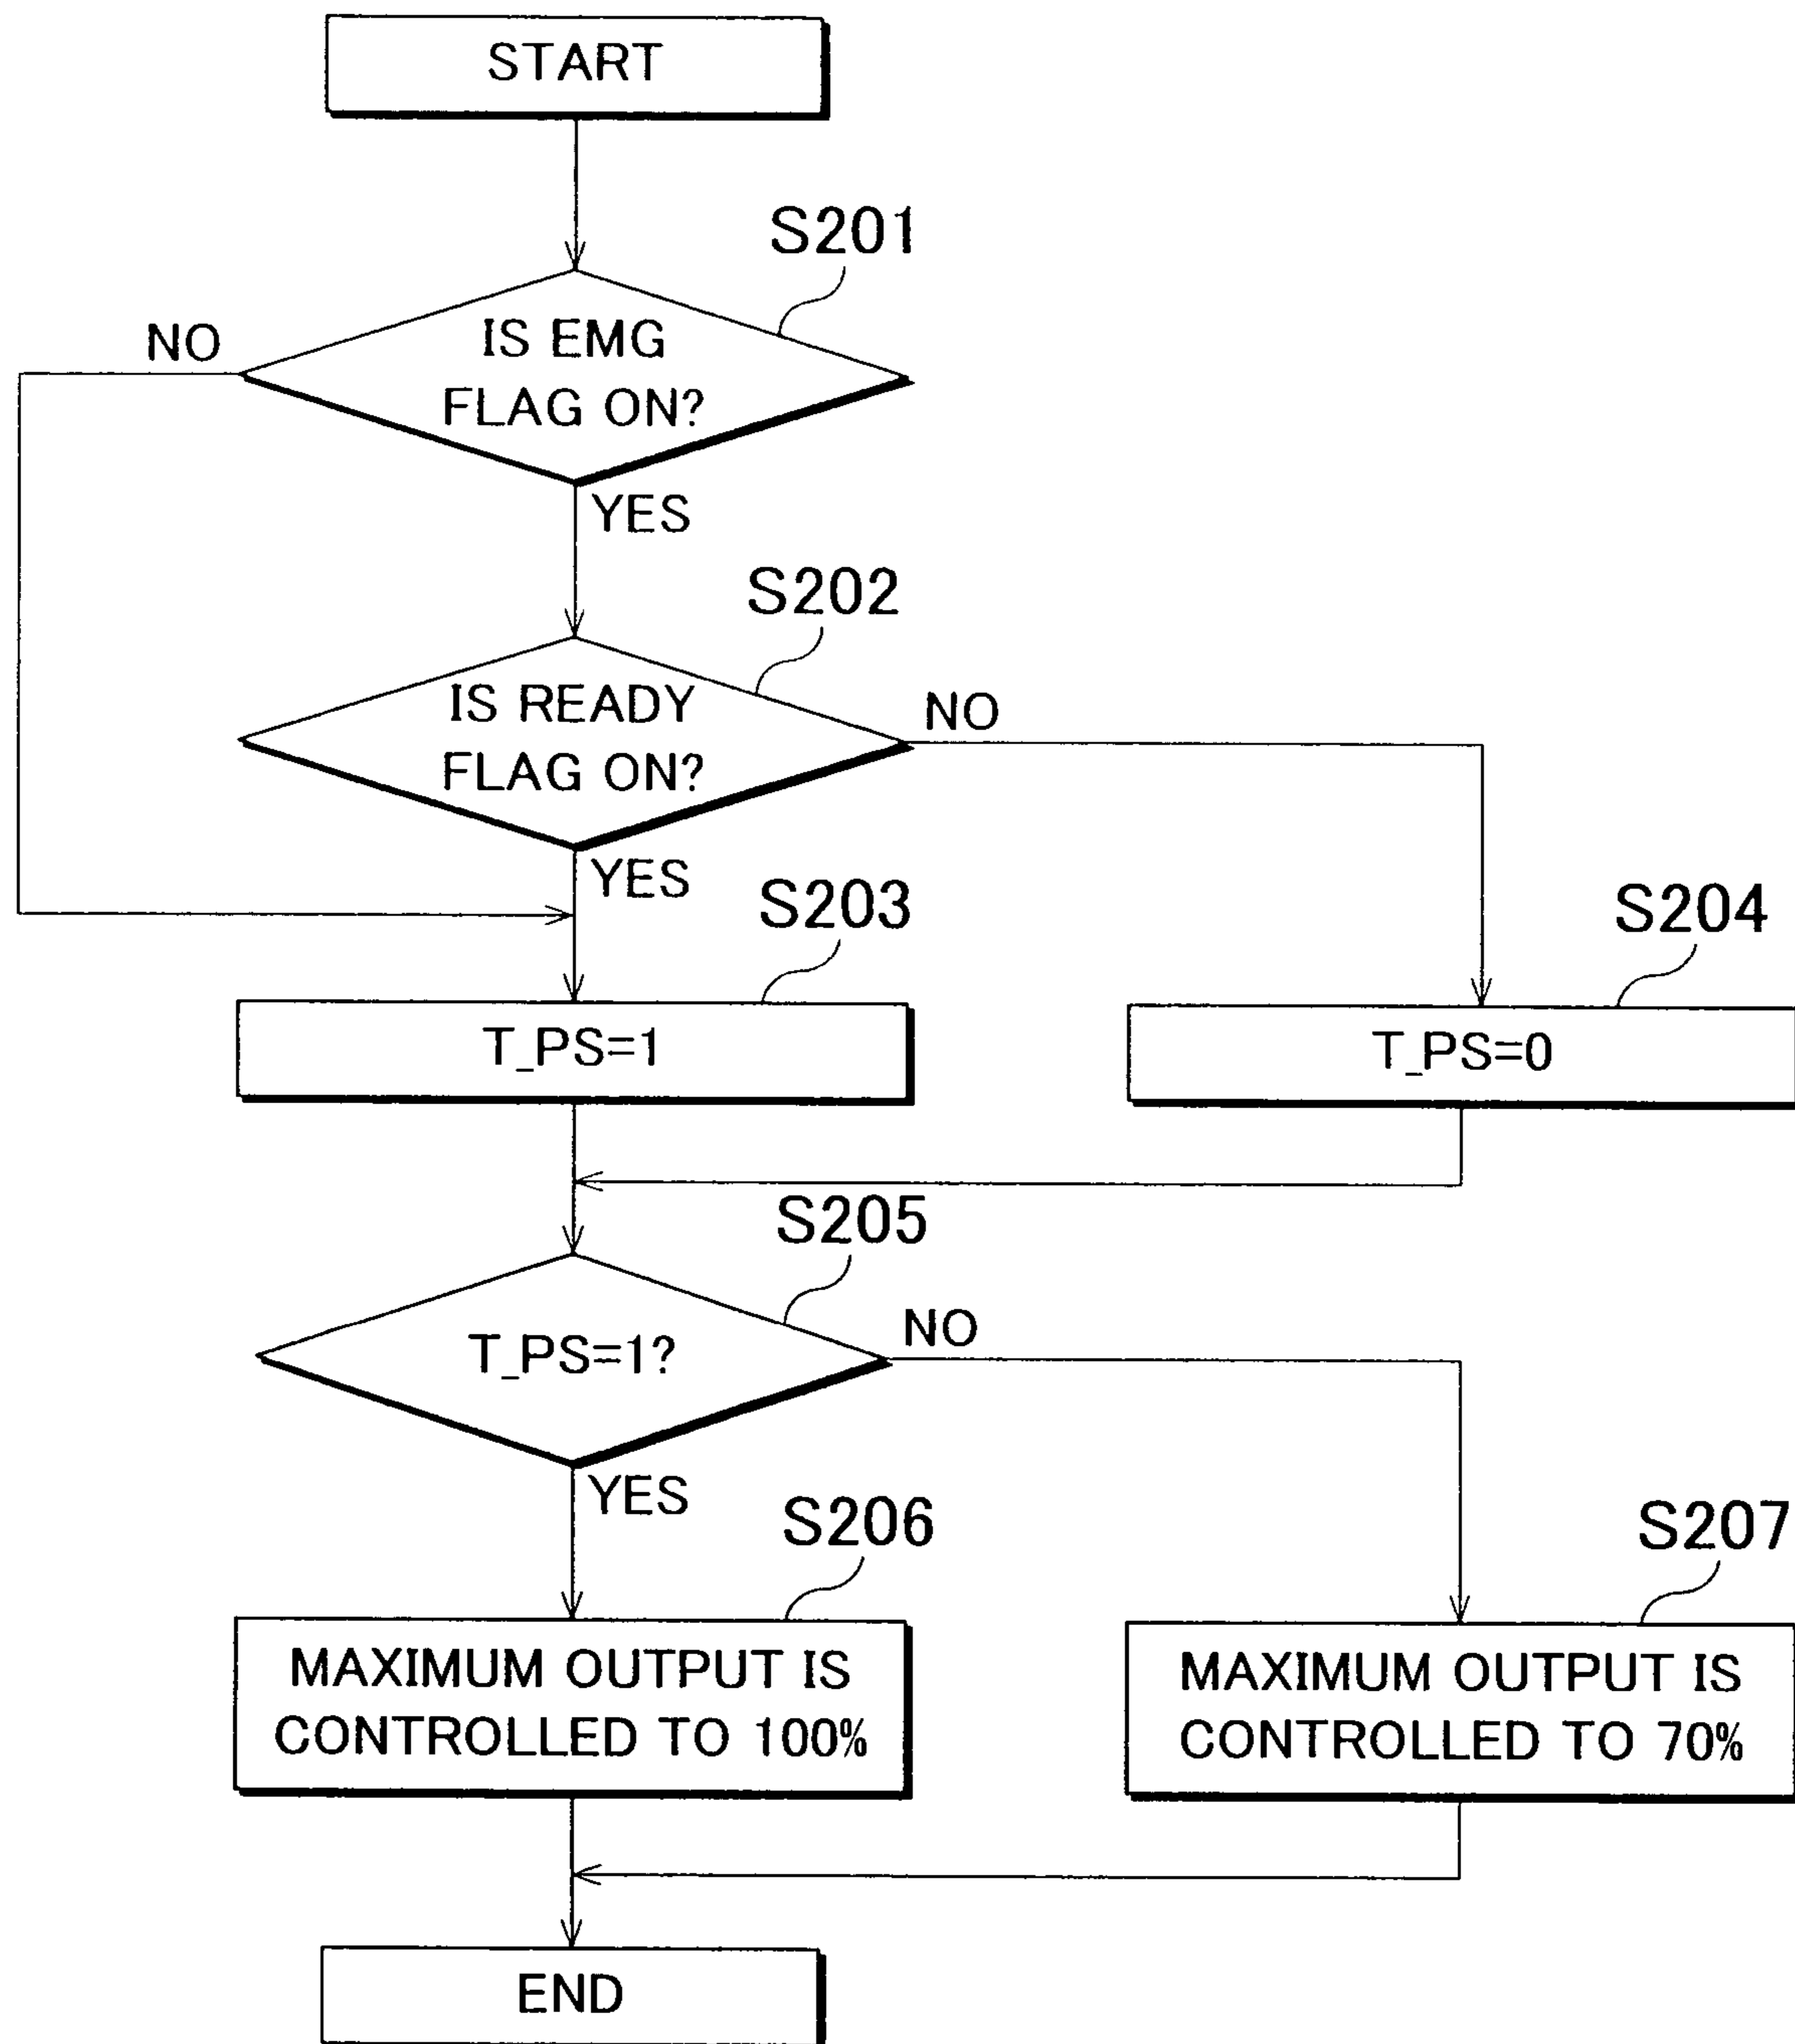 START
S201
NO
IS EMG
FLAG ON?
YES
S202
IS READY
FLAG ON?
NO
YES
S203
S204
T_PS=1
T_PS=0
S205
T_PS=1?
NO
YES
S206
S207
MAXIMUM OUTPUT IS
CONTROLLED TO 100%
MAXIMUM OUTPUT IS
CONTROLLED TO 70%
END